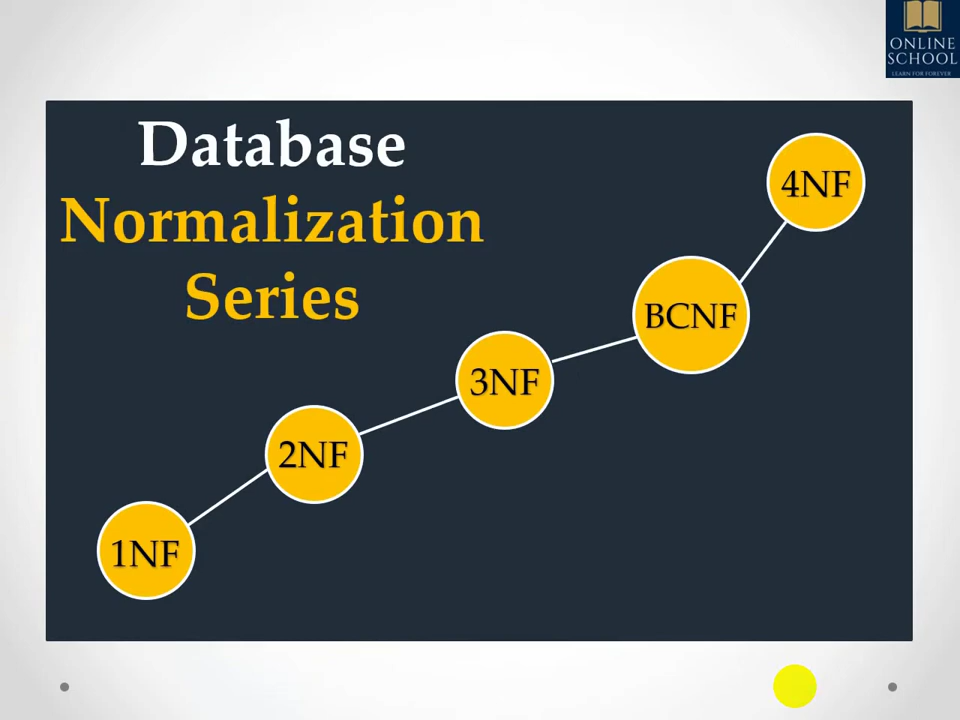 ONLINE
SCHOOL
LEARN FOR FOREVER
Database
Normalization
Series
4NF
BCNF
3NF
2NF
1NF